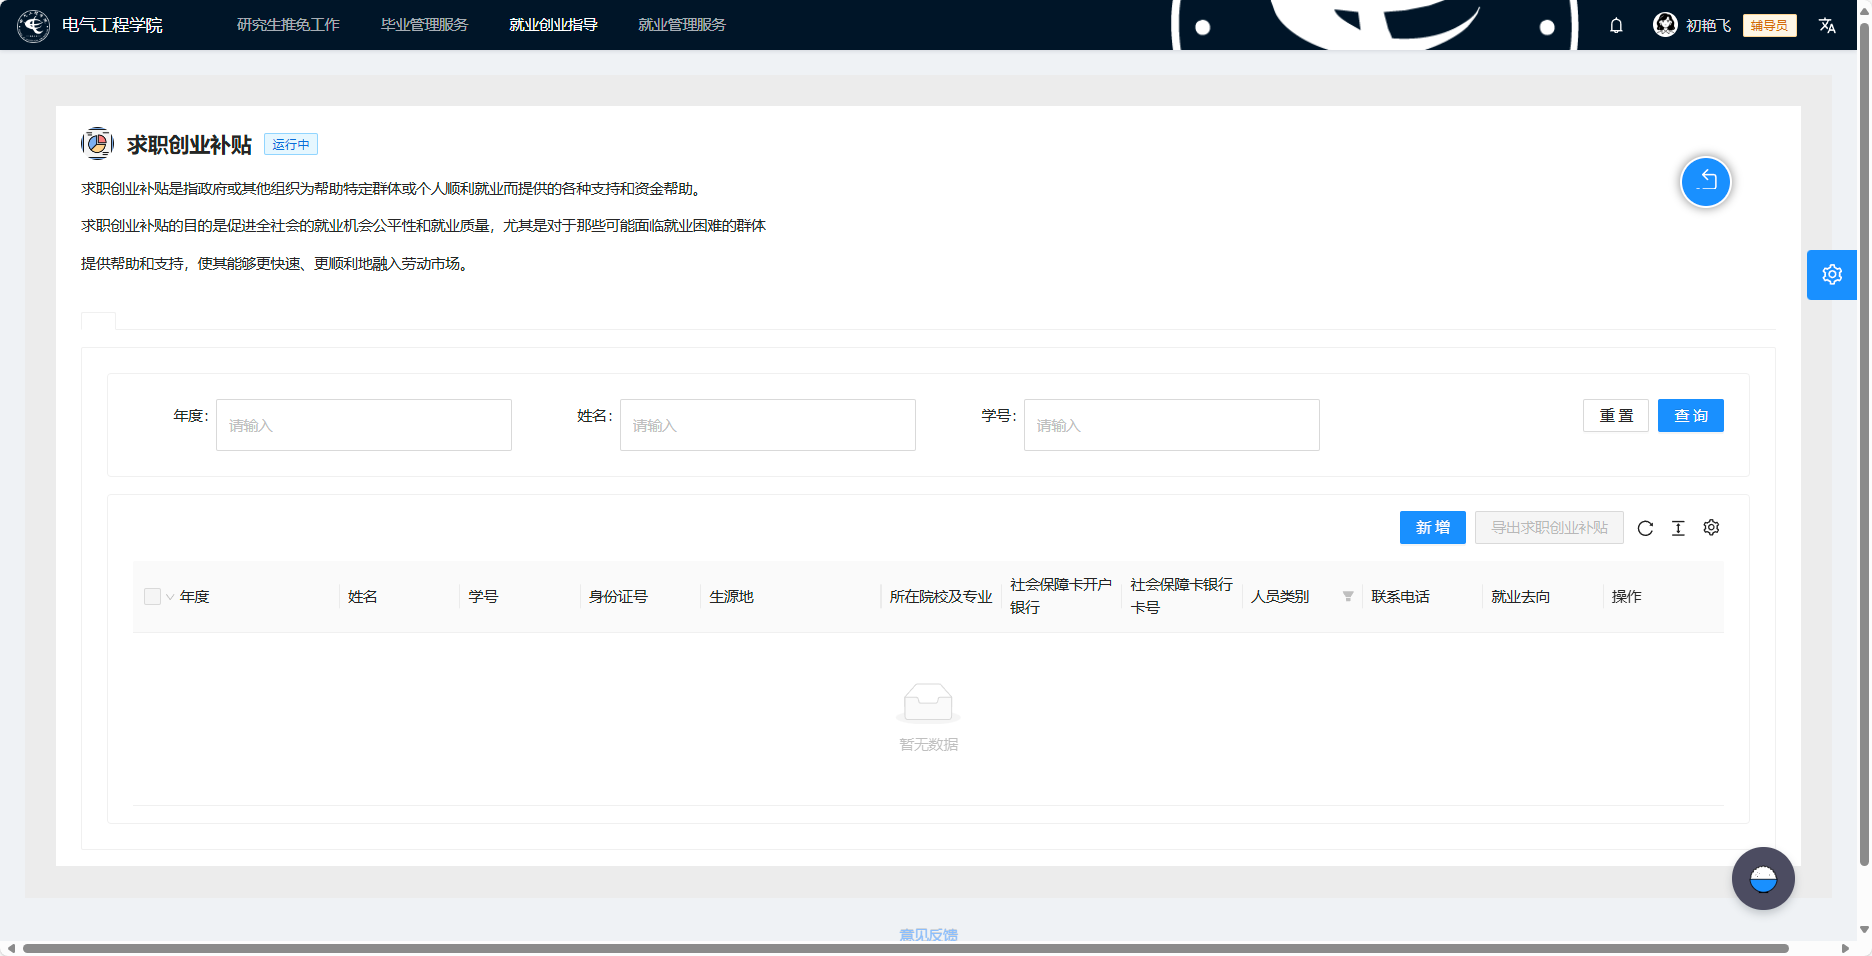 电气工程学院
研究生推免工作
毕业管理服务
就业创业指导
就业管理服务
初艳飞
辅导员
求职创业补贴
运行中
求职创业补贴是指政府或其他组织为帮助特定群体或个人顺利就业而提供的各种支持和资金帮助。
求职创业补贴的目的是促进全社会的就业机会公平性和就业质量，尤其是对于那些可能面临就业困难的群体
提供帮助和支持，使其能够更快速、更顺利地融入劳动市场。
年度：
请输入
姓名：
请输入
学号：
请输入
重 置
查 询
新 增
导出求职创业补贴
年度
姓名
学号
身份证号
生源地
所在院校及专业
社会保障卡开户
银行
社会保障卡银行
卡号
人员类别
联系电话
就业去向
操作
暂无数据
意见反馈